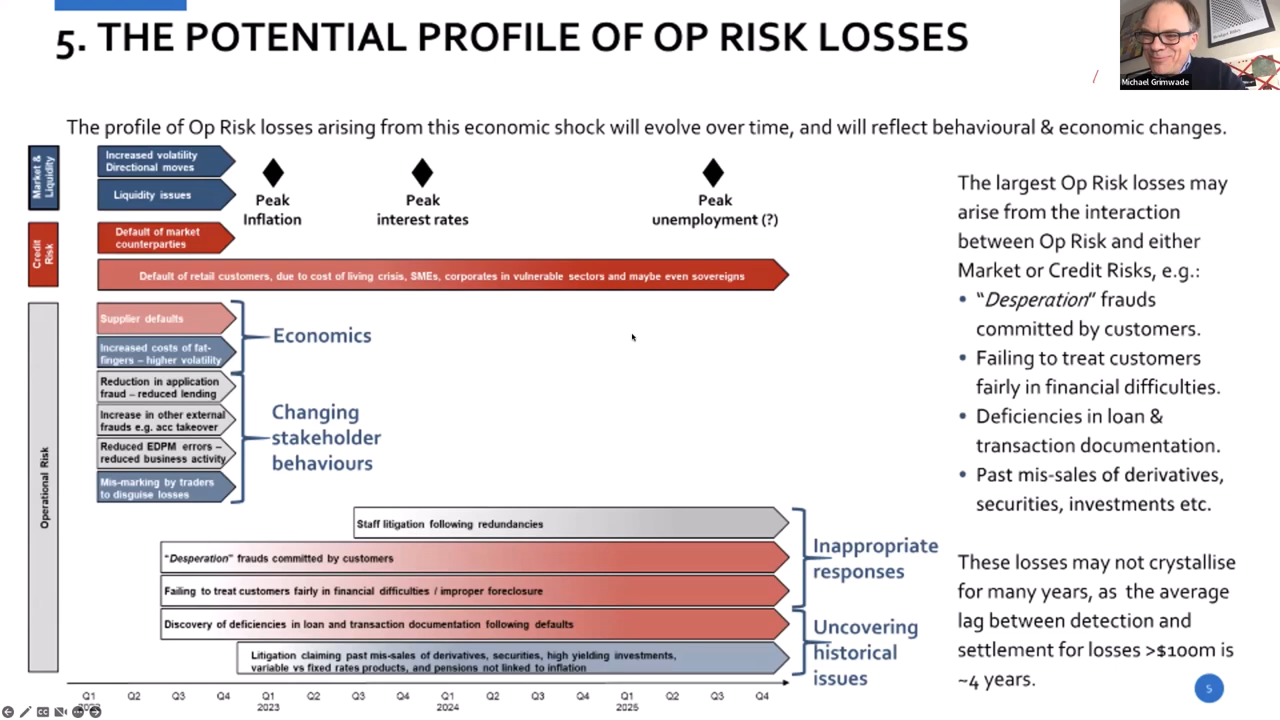 5. THE POTENTIAL PROFILE OF OP RISK LOSSES
Michael Grimwade
The profile of Op Risk losses arising from this economic shock will evolve over time, and will reflect behavioural & economic changes.
Market &
Liquidity
Increased volatility
Directional moves
Liquidity issues
Peak
Inflation
Peak
interest rates
Peak
unemployment (?)
Credit
Risk
Default of market
counterparties
Default of retail customers, due to cost of living crisis, SMEs, corporates in vulnerable sectors and maybe even sovereigns
Operational Risk
Supplier defaults
Increased costs of fat-
fingers – higher volatility
Economics
Reduction in application
fraud – reduced lending
Increase in other external
frauds e.g. acc takeover
Reduced EDPM errors –
reduced business activity
Mis-marking by traders
to disguise losses
Changing
stakeholder
behaviours
Staff litigation following redundancies
"Desperation" frauds committed by customers
Failing to treat customers fairly in financial difficulties / improper foreclosure
Inappropriate
responses
Discovery of deficiencies in loan and transaction documentation following defaults
Litigation claiming past mis-sales of derivatives, securities, high yielding investments,
variable vs fixed rates products, and pensions not linked to inflation
Uncovering
historical
issues
Q1 Q2 Q3 Q4 Q1 Q2 Q3 Q4 Q1 Q2 Q3 Q4 Q1 Q2 Q3 Q4
2023 2024 2025
The largest Op Risk losses may
arise from the interaction
between Op Risk and either
Market or Credit Risks, e.g.:
• "Desperation" frauds
committed by customers.
• Failing to treat customers
fairly in financial difficulties.
• Deficiencies in loan &
transaction documentation.
• Past mis-sales of derivatives,
securities, investments etc.
These losses may not crystallise
for many years, as the average
lag between detection and
settlement for losses >$100m is
~4 years.
5